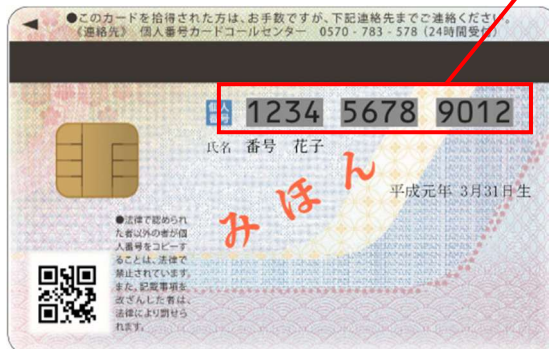 ●このカードを拾得された方は、お手数ですが、下記連絡先までご連絡ください。
《連絡先》 個人番号カードコールセンター 0570-783-578（24時間受付）
個人番号 1234 5678 9012
氏名 番号 花子
平成元年 3月31日生
みほん
●法律で認められ
た者以外の者が個
人番号をコピーす
ることは、法律で
禁止されています。
また、記載事項を
改ざんした者は、
法律により罰せら
れます。